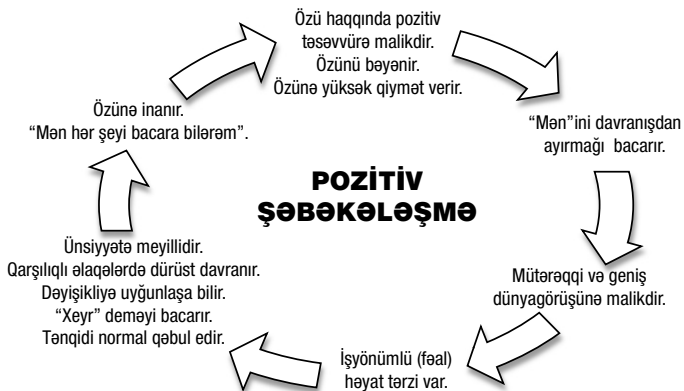 Özü haqqında pozitiv
təsəvvürə malikdir.
Özünü bəyənir.
Özünə yüksək qiymət verir.
“Mən”ini davranışdan
ayırmağı bacarır.
Mütərəqqi və geniş
dünyagörüşünə malikdir.
İşyönümlü (fəal)
həyat tərzi var.
Ünsiyyətə meyillidir.
Qarşılıqlı əlaqələrdə dürüst davranır.
Dəyişikliyə uyğunlaşa bilir.
“Xeyr” deməyi bacarır.
Tənqidi normal qəbul edir.
Özünə inanır.
“Mən hər şeyi bacara bilərəm”.
POZİTİV
ŞƏBƏKƏLƏŞMƏ